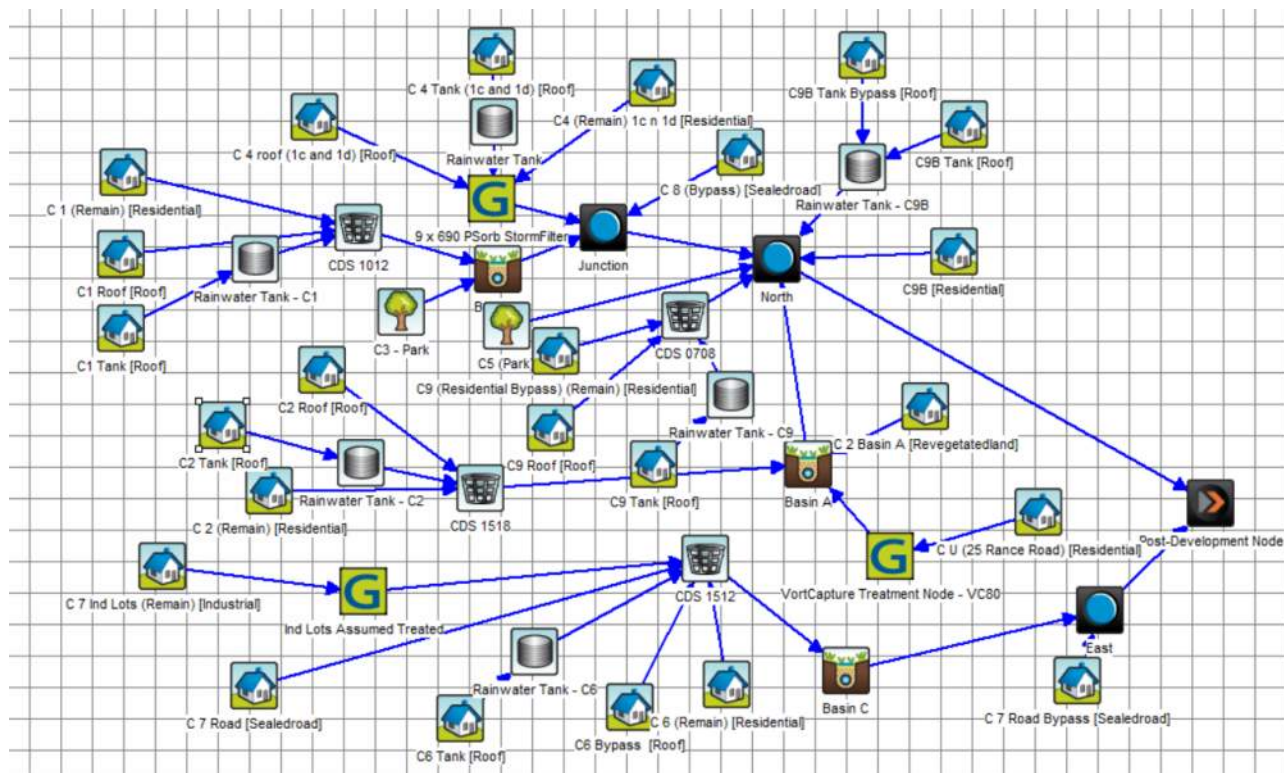 C 4 Tank (1c and 1d) [Roof]
C9B Tank Bypass [Roof]
C4 (Remain) 1c n 1d [Residential]
C 4 roof (1c and 1d) [Roof]
Rainwater Tank
C9B Tank [Roof]
C 8 (Bypass) [Sealedroad]
Rainwater Tank - C9B
C 1 (Remain) [Residential]
G
9 x 690 PSorb StormFilter
CDS 1012
Junction
C1 Roof [Roof]
Rainwater Tank - C1
North
C9B [Residential]
B
C3 - Park
C1 Tank [Roof]
CDS 0708
C5 (Park)
C9 (Residential Bypass) (Remain) [Residential]
C2 Roof [Roof]
Rainwater Tank - C9
C 2 Basin A [Revegetatedland]
C2 Tank [Roof]
C9 Roof [Roof]
Rainwater Tank - C2
C9 Tank [Roof]
Basin A
C 2 (Remain) [Residential]
CDS 1518
Post-Development Node
C U (25 Rance Road) [Residential]
G
VortCapture Treatment Node - VC80
C 7 Ind Lots (Remain) [Industrial]
G
CDS 1512
Ind Lots Assumed Treated
East
Rainwater Tank - C6
Basin C
C 7 Road [Sealedroad]
C 6 (Remain) [Residential]
C 7 Road Bypass [Sealedroad]
C6 Bypass [Roof]
C6 Tank [Roof]